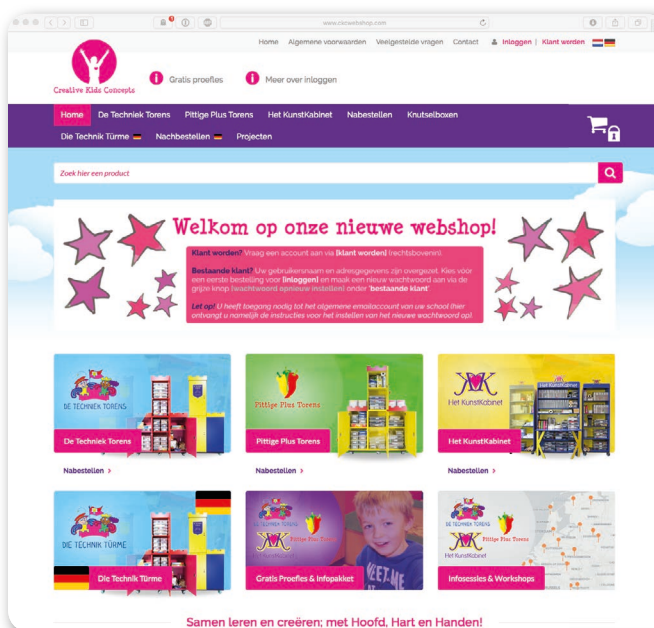 www.ckcwebshop.com
Home Algemene voorwaarden Veelgestelde vragen Contact Inloggen | Klant werden
Creative Kids Concepts
Gratis proefles Meer over inloggen
Home De Techniek Torens Pittige Plus Torens Het KunstKabinet Nabestellen Knutselboxen
Die Technik Türme Nachbestellen Projecten
Zoek hier een product
Welkom op onze nieuwe webshop!
Klant worden? Vraag een account aan via [klant worden] (rechtsbovenin).
Bestaande klant? Uw gebruikersnaam en adresgegevens zijn overgezet. Kies voor
een eerste bestelling voor [inloggen] en maak een nieuw wachtwoord aan via de
grijze knop [wachtwoord opnieuw instellen] onder 'bestaande klant'.
Let op! U heeft toegang nodig tot het algemene emailaccount van uw school (hier
ontvangt u namelijk de instructies voor het instellen van het nieuwe wachtwoord op).
DE TECHNIEK TORENS
De Techniek Torens
Nabestellen >
Pittige Plus Torens
Pittige Plus Torens
Nabestellen >
Het KunstKabinet
Het KunstKabinet
Het KunstKabinet
Nabestellen >
DIE TECHNIK TÜRME
Die Technik Türme
DE TECHNIEK TORENS
Pittige Plus Torens
Het KunstKabinet
MEET ME
Gratis Proefles & Infopakket
DE TECHNIEK TORENS
Pittige Plus Torens
Het KunstKabinet
Infosessies & Workshops
Samen leren en creëren; met Hoofd, Hart en Handen!